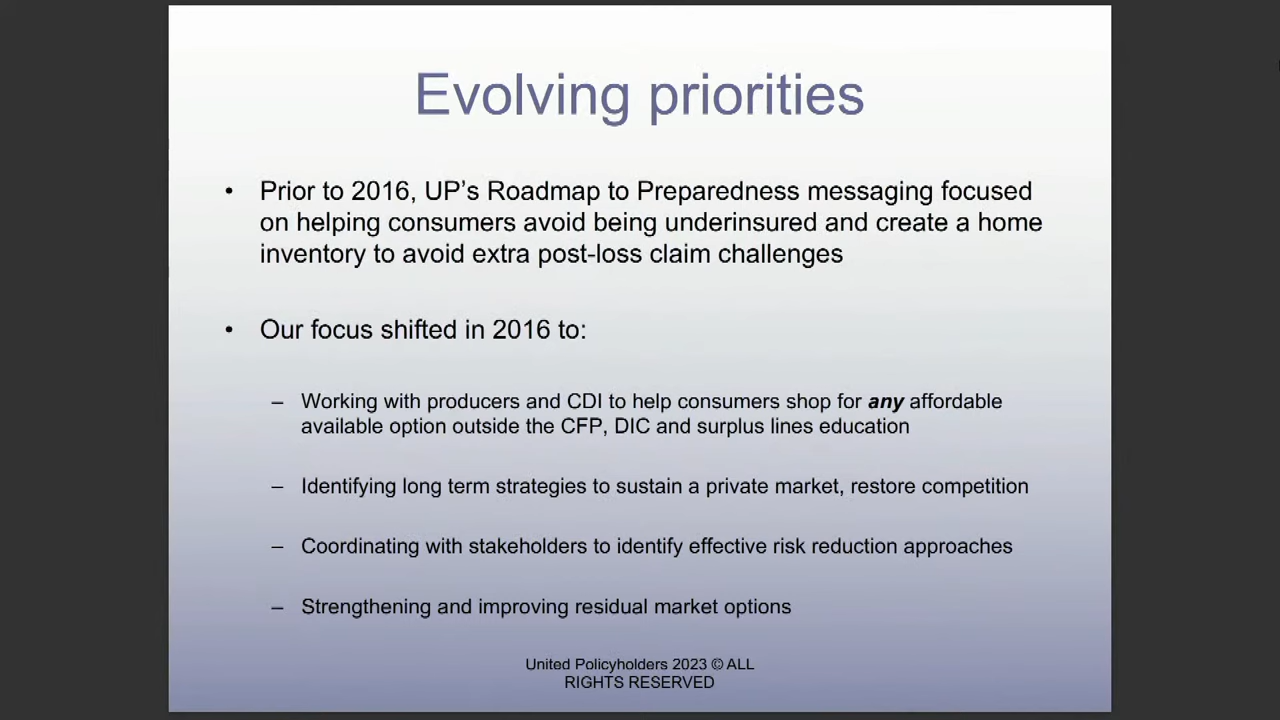 Evolving priorities
• Prior to 2016, UP’s Roadmap to Preparedness messaging focused
on helping consumers avoid being underinsured and create a home
inventory to avoid extra post-loss claim challenges
• Our focus shifted in 2016 to:
– Working with producers and CDI to help consumers shop for any affordable
available option outside the CFP, DIC and surplus lines education
– Identifying long term strategies to sustain a private market, restore competition
– Coordinating with stakeholders to identify effective risk reduction approaches
– Strengthening and improving residual market options
United Policyholders 2023 © ALL
RIGHTS RESERVED